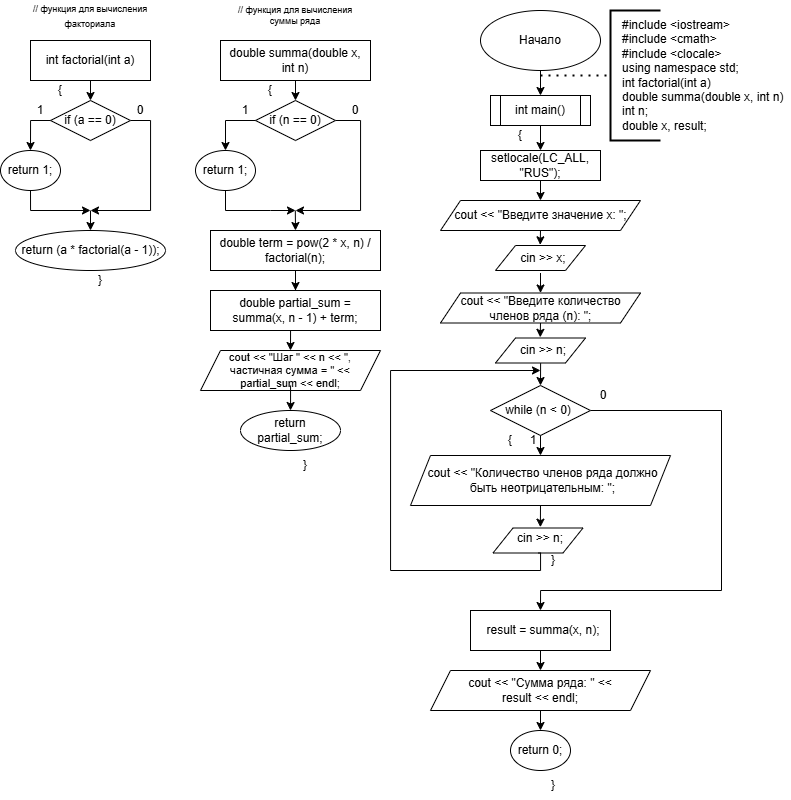 // функция для вычисления
факториала
int factorial(int a)
{
1
0
if (a == 0)
return 1;
return (a * factorial(a - 1));
}
// функция для вычисления
суммы ряда
double summa(double x,
int n)
{
1
0
if (n == 0)
return 1;
double term = pow(2 * x, n) /
factorial(n);
double partial_sum =
summa(x, n - 1) + term;
cout << "Шаг " << n << ",
частичная сумма = " <<
partial_sum << endl;
return
partial_sum;
}
Начало
#include <iostream>
#include <cmath>
#include <clocale>
using namespace std;
int factorial(int a)
double summa(double x, int n)
int n;
double x, result;
int main()
{
setlocale(LC_ALL,
"RUS");
cout << "Введите значение x: ";
cin >> x;
cout << "Введите количество
членов ряда (n): ";
cin >> n;
while (n < 0)
0
{ 1
cout << "Количество членов ряда должно
быть неотрицательным: ";
cin >> n;
}
result = summa(x, n);
cout << "Сумма ряда: " <<
result << endl;
return 0;
}